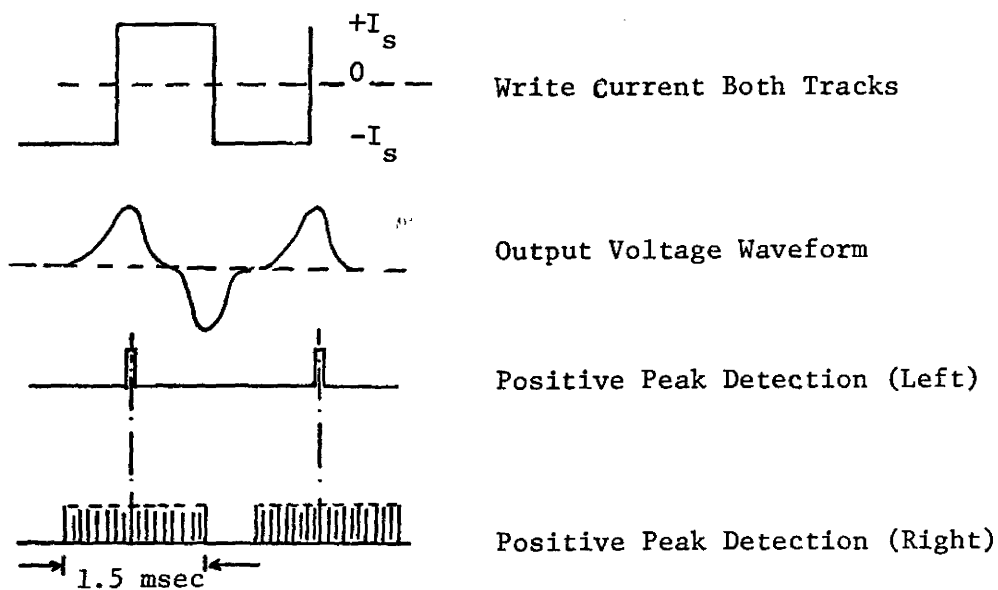 +I_s
0
Write Current Both Tracks
-I_s
Output Voltage Waveform
Positive Peak Detection (Left)
Positive Peak Detection (Right)
1.5 msec